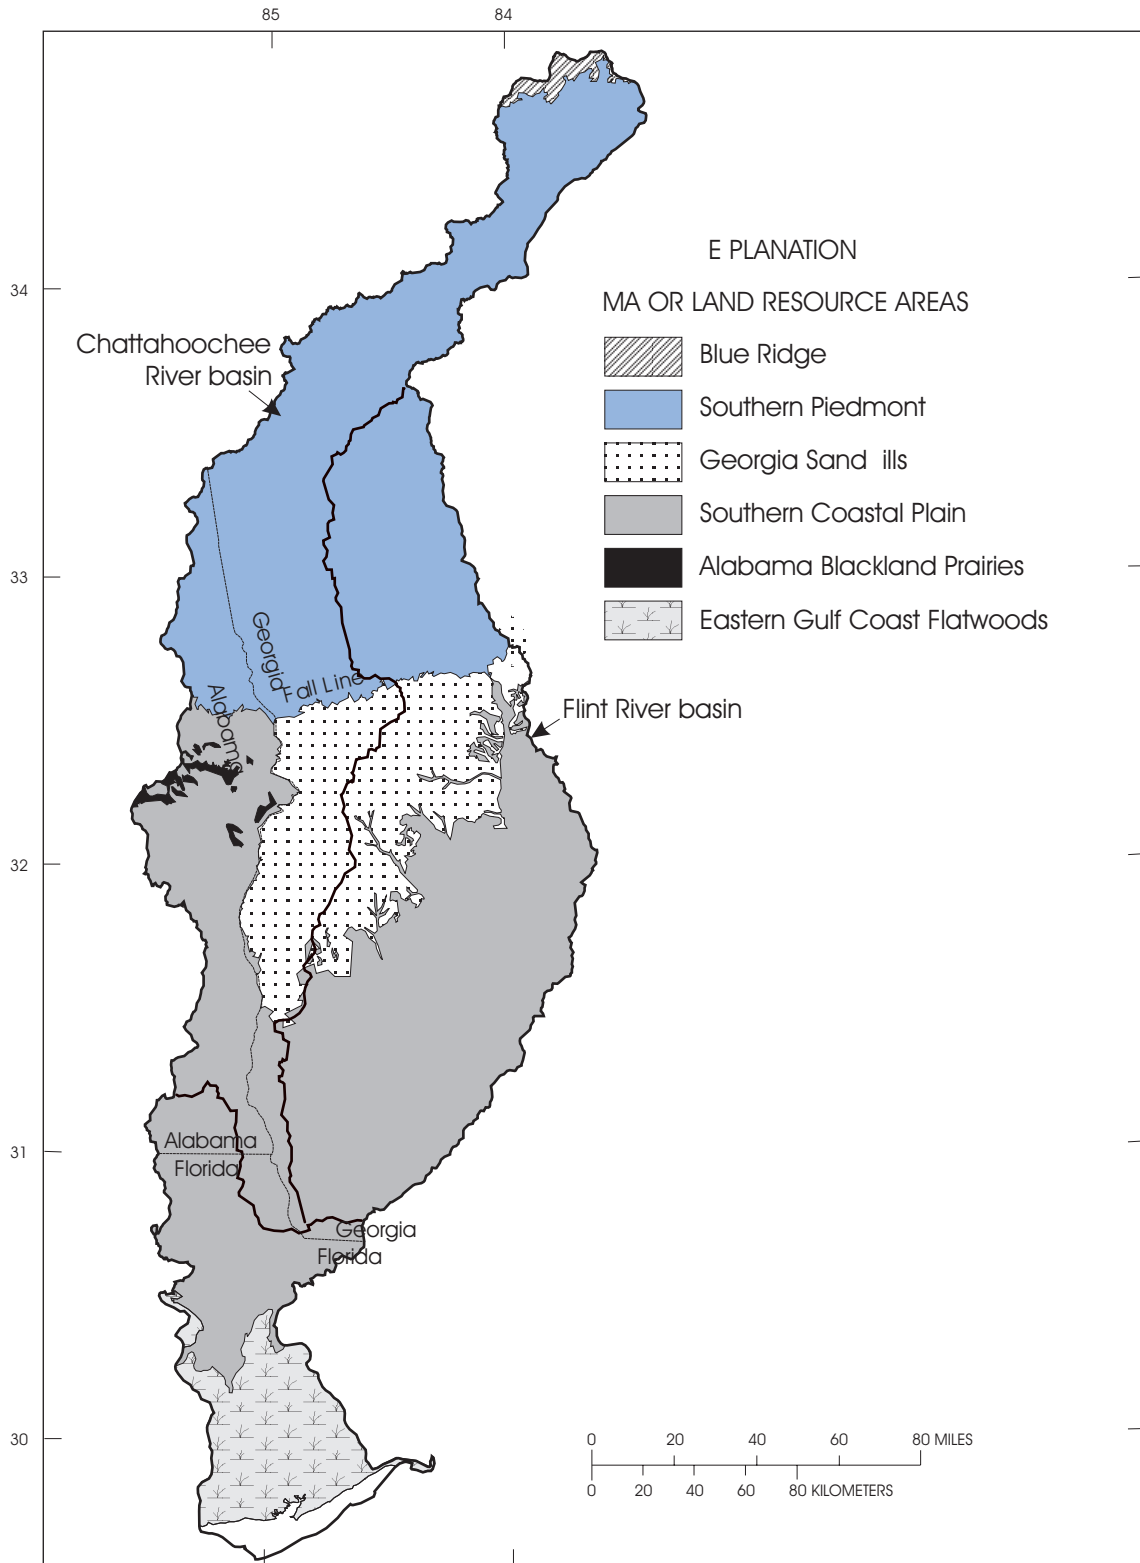 85 84
E PLANATION
34
MA OR LAND RESOURCE AREAS
Chattahoochee
River basin
Blue Ridge
Southern Piedmont
Georgia Sand ills
Southern Coastal Plain
33
Alabama Blackland Prairies
Eastern Gulf Coast Flatwoods
Georgia
Fall Line
Alabama
Flint River basin
32
31
Alabama
Florida
Georgia
Florida
30
0 20 40 60 80 MILES
0 20 40 60 80 KILOMETERS